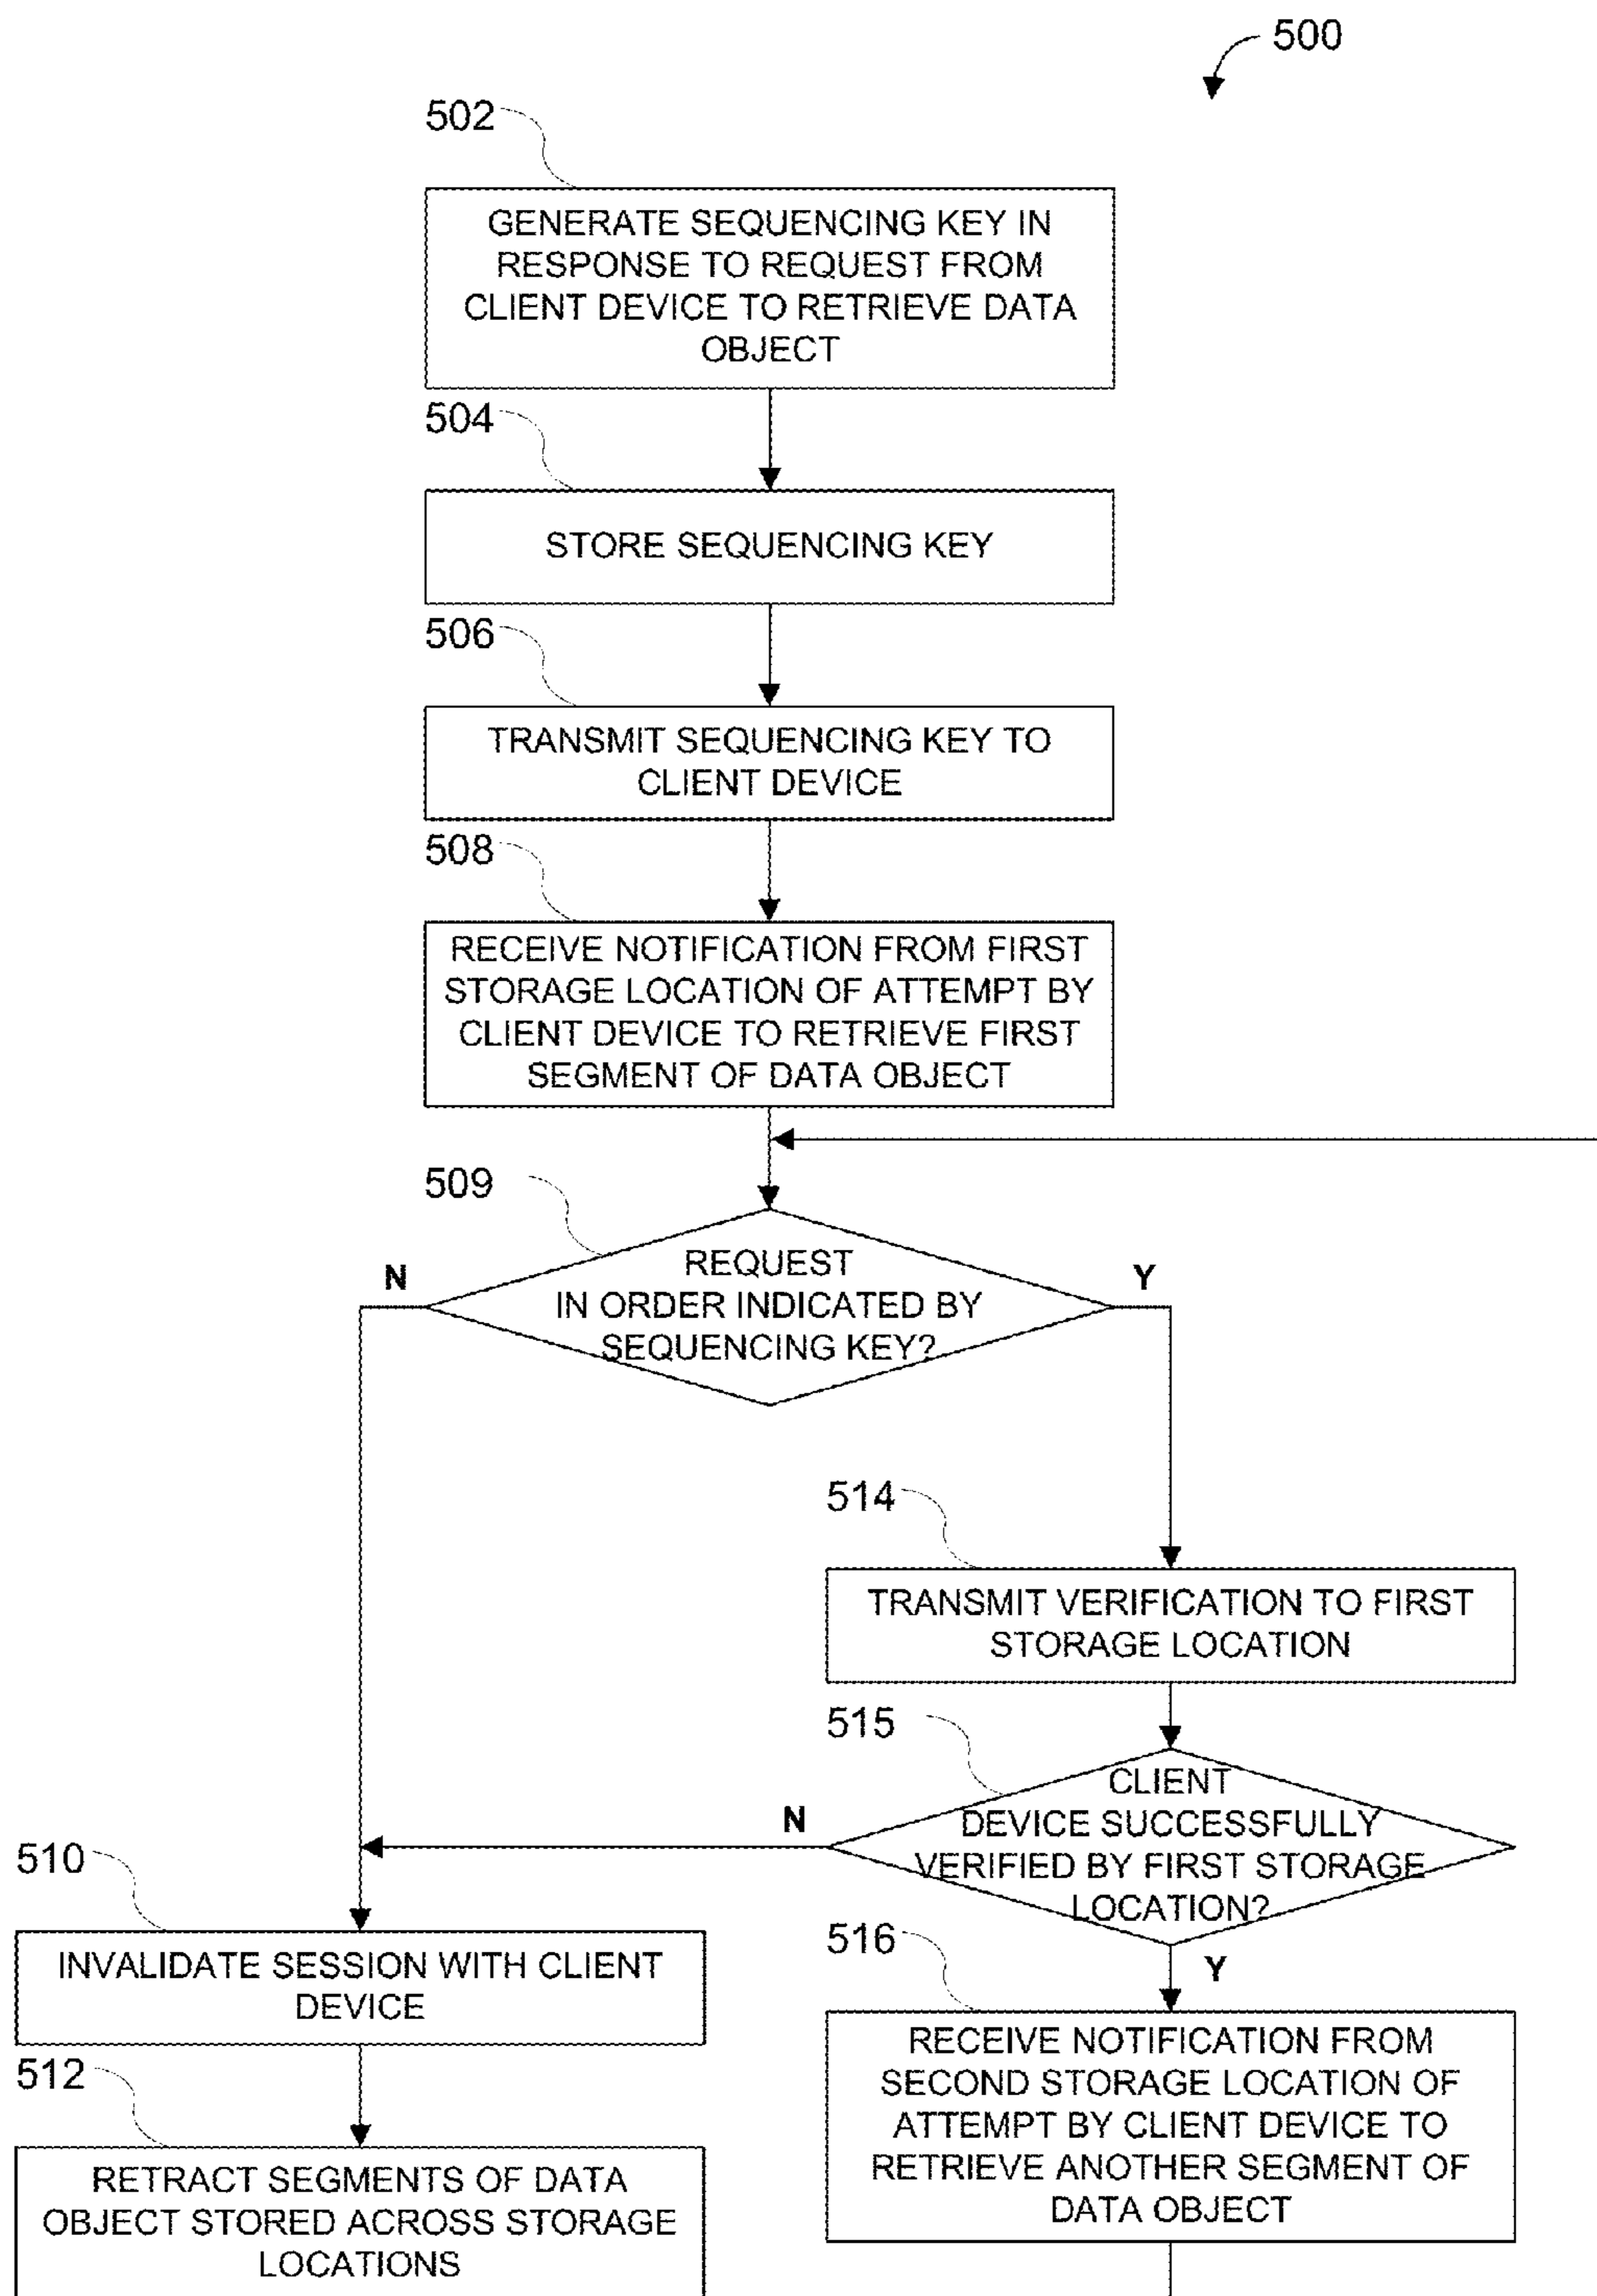 500
502
GENERATE SEQUENCING KEY IN
RESPONSE TO REQUEST FROM
CLIENT DEVICE TO RETRIEVE DATA
OBJECT
504
STORE SEQUENCING KEY
506
TRANSMIT SEQUENCING KEY TO
CLIENT DEVICE
508
RECEIVE NOTIFICATION FROM FIRST
STORAGE LOCATION OF ATTEMPT BY
CLIENT DEVICE TO RETRIEVE FIRST
SEGMENT OF DATA OBJECT
509
N
REQUEST
IN ORDER INDICATED BY
SEQUENCING KEY?
Y
514
TRANSMIT VERIFICATION TO FIRST
STORAGE LOCATION
515
N
CLIENT
DEVICE SUCCESSFULLY
VERIFIED BY FIRST STORAGE
LOCATION?
Y
510
INVALIDATE SESSION WITH CLIENT
DEVICE
512
RETRACT SEGMENTS OF DATA
OBJECT STORED ACROSS STORAGE
LOCATIONS
516
RECEIVE NOTIFICATION FROM
SECOND STORAGE LOCATION OF
ATTEMPT BY CLIENT DEVICE TO
RETRIEVE ANOTHER SEGMENT OF
DATA OBJECT